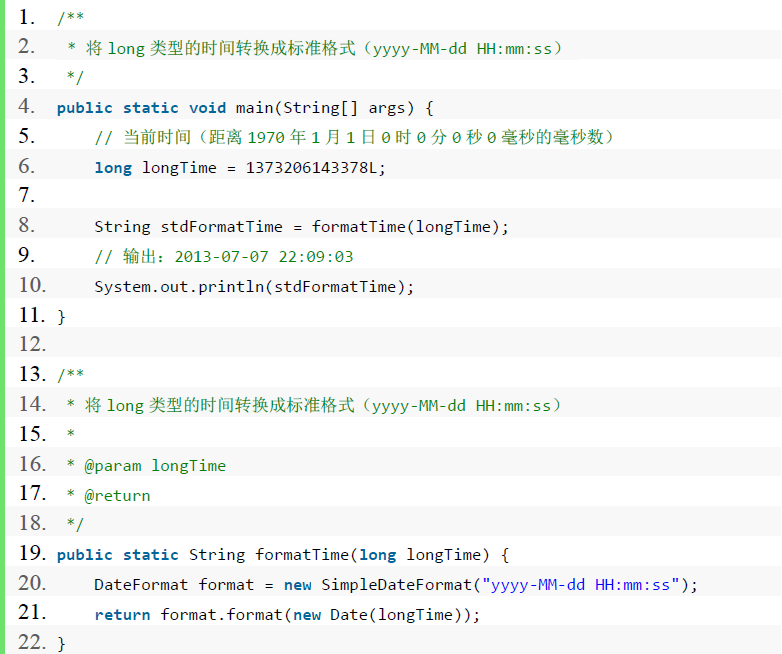 1. /**
2.  * 将 long 类型的时间转换成标准格式（yyyy-MM-dd HH:mm:ss）
3.  */
4. public static void main(String[] args) {
5.     // 当前时间（距离 1970 年 1 月 1 日 0 时 0 分 0 秒 0 毫秒的毫秒数）
6.     long longTime = 1373206143378L;
7.
8.     String stdFormatTime = formatTime(longTime);
9.     // 输出：2013-07-07 22:09:03
10.     System.out.println(stdFormatTime);
11. }
12.
13. /**
14.  * 将 long 类型的时间转换成标准格式（yyyy-MM-dd HH:mm:ss）
15.  *
16.  * @param longTime
17.  * @return
18.  */
19. public static String formatTime(long longTime) {
20.     DateFormat format = new SimpleDateFormat("yyyy-MM-dd HH:mm:ss");
21.     return format.format(new Date(longTime));
22. }